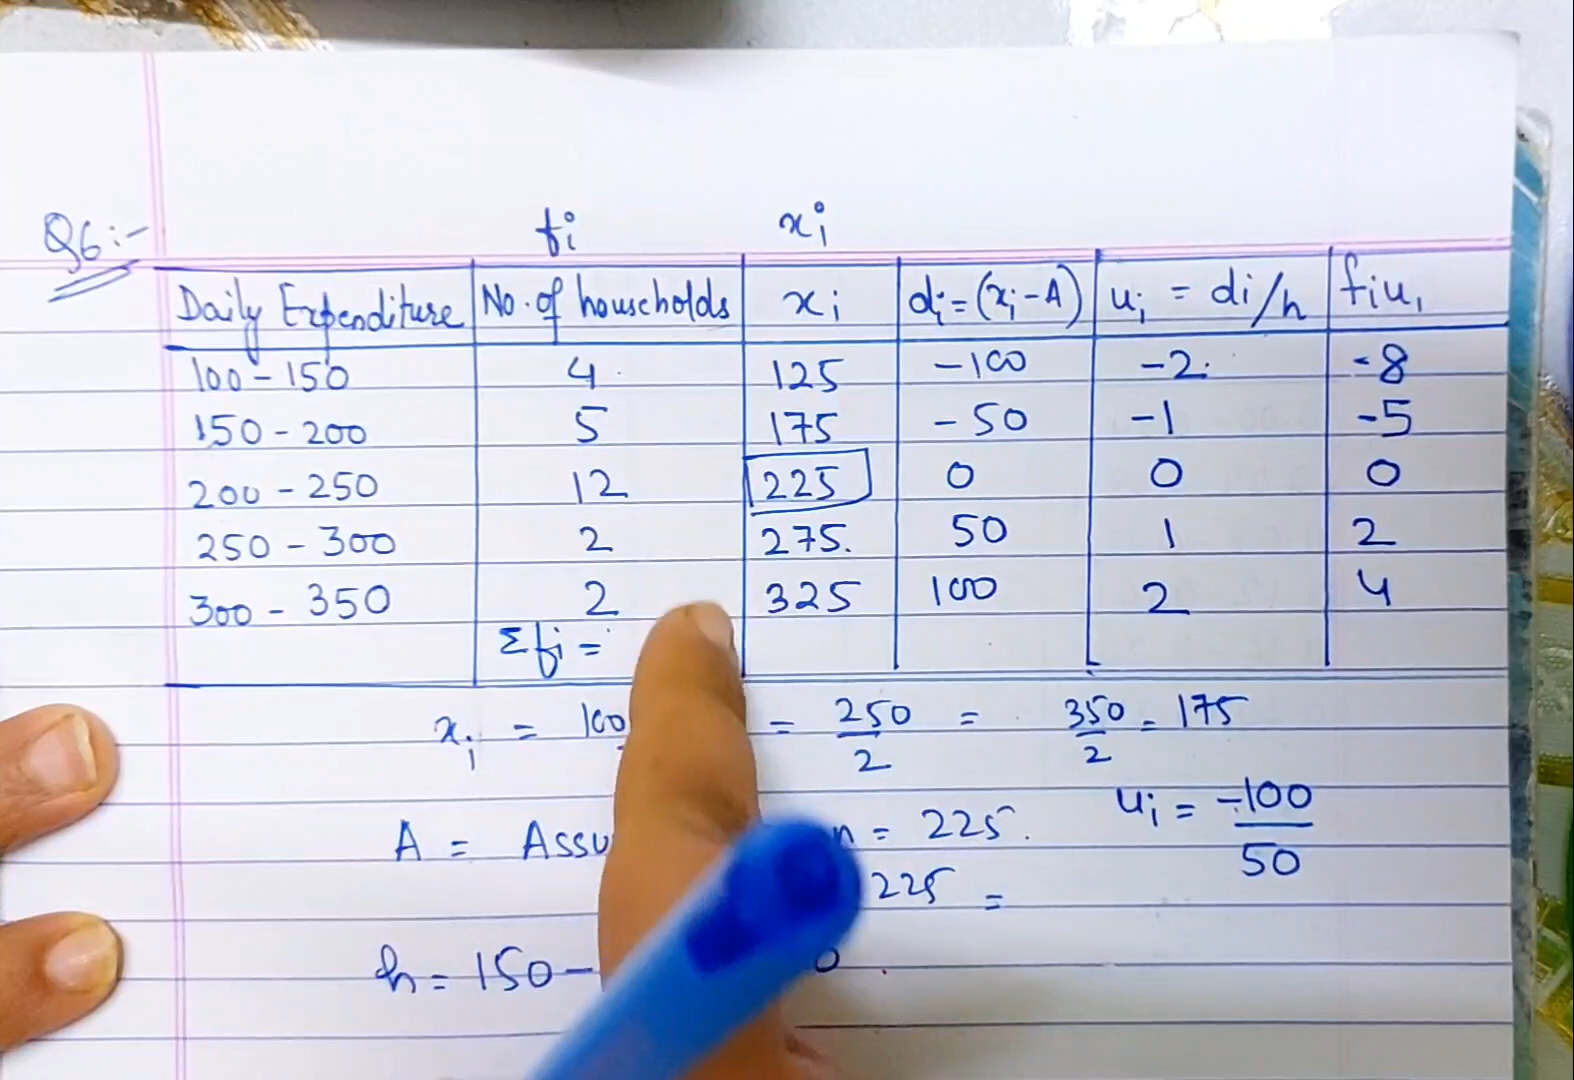 Q6:-
fi xi
Daily Expenditure No. of households xi di=(xi-A) ui = di/h fiui
100-150 4 125 -100 -2 -8
150-200 5 175 -50 -1 -5
200-250 12 225 0 0 0
250-300 2 275 50 1 2
300-350 2 325 100 2 4
Σfi =
xi = 100 = 250/2 = 350/2 = 175
A = = 225. ui = -100/50
225 =
h = 150-